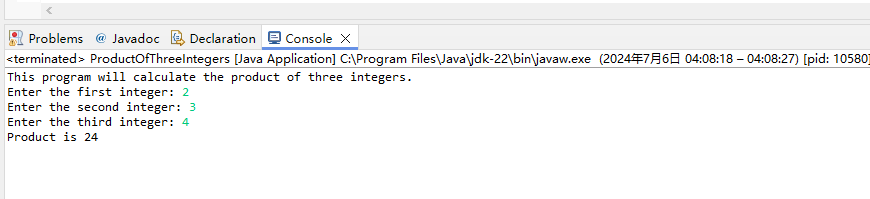 Problems @ Javadoc Declaration Console
<terminated> ProductOfThreeIntegers [Java Application] C:\Program Files\Java\jdk-22\bin\javaw.exe (2024年7月6日 04:08:18 – 04:08:27) [pid: 10580]
This program will calculate the product of three integers.
Enter the first integer: 2
Enter the second integer: 3
Enter the third integer: 4
Product is 24